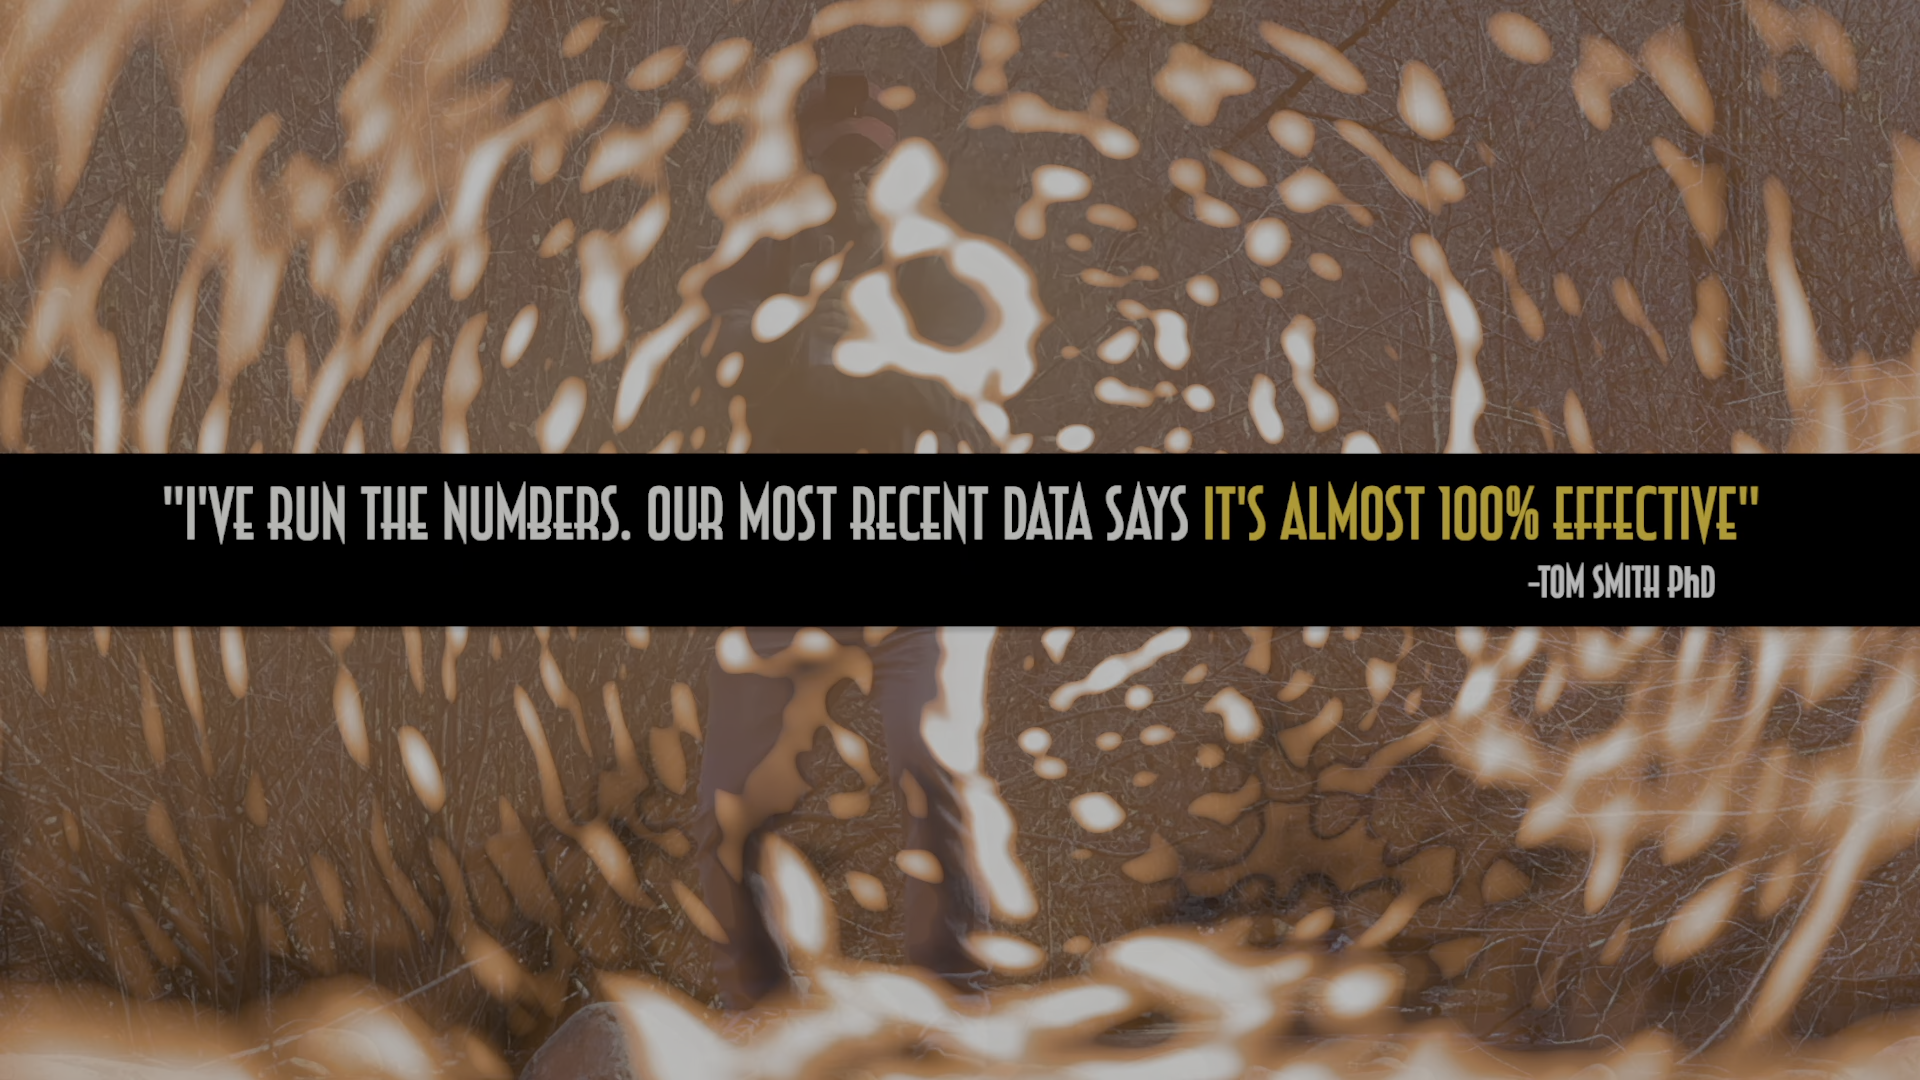 "I'VE RUN THE NUMBERS. OUR MOST RECENT DATA SAYS IT'S ALMOST 100% EFFECTIVE"
-TOM SMITH PhD